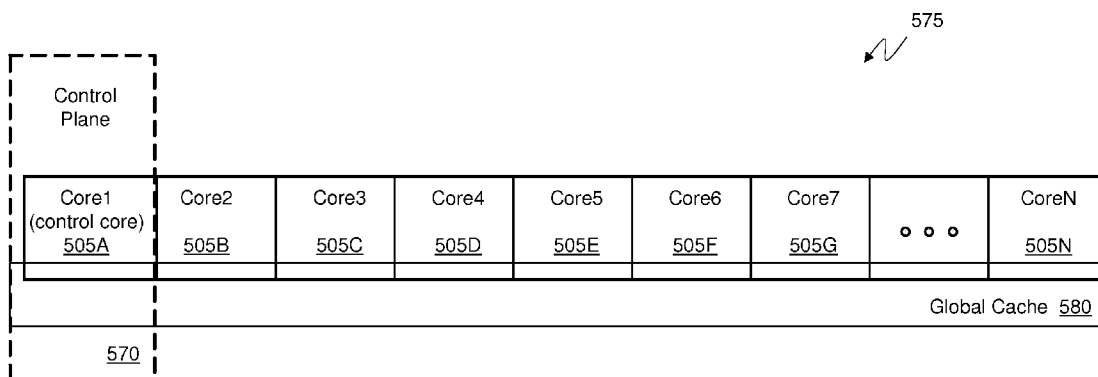 575
Control
Plane
Core1 Core2 Core3 Core4 Core5 Core6 Core7 CoreN
(control core)
505A 505B 505C 505D 505E 505F 505G 505N
Global Cache 580
570